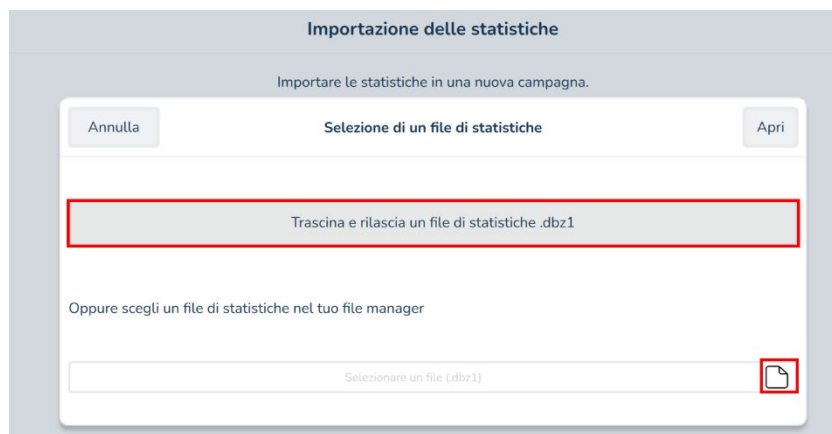 Importazione delle statistiche
Importare le statistiche in una nuova campagna.
Annulla
Selezione di un file di statistiche
Apri
Trascina e rilascia un file di statistiche .dbz1
Oppure scegli un file di statistiche nel tuo file manager
Selezionare un file (.dbz1)